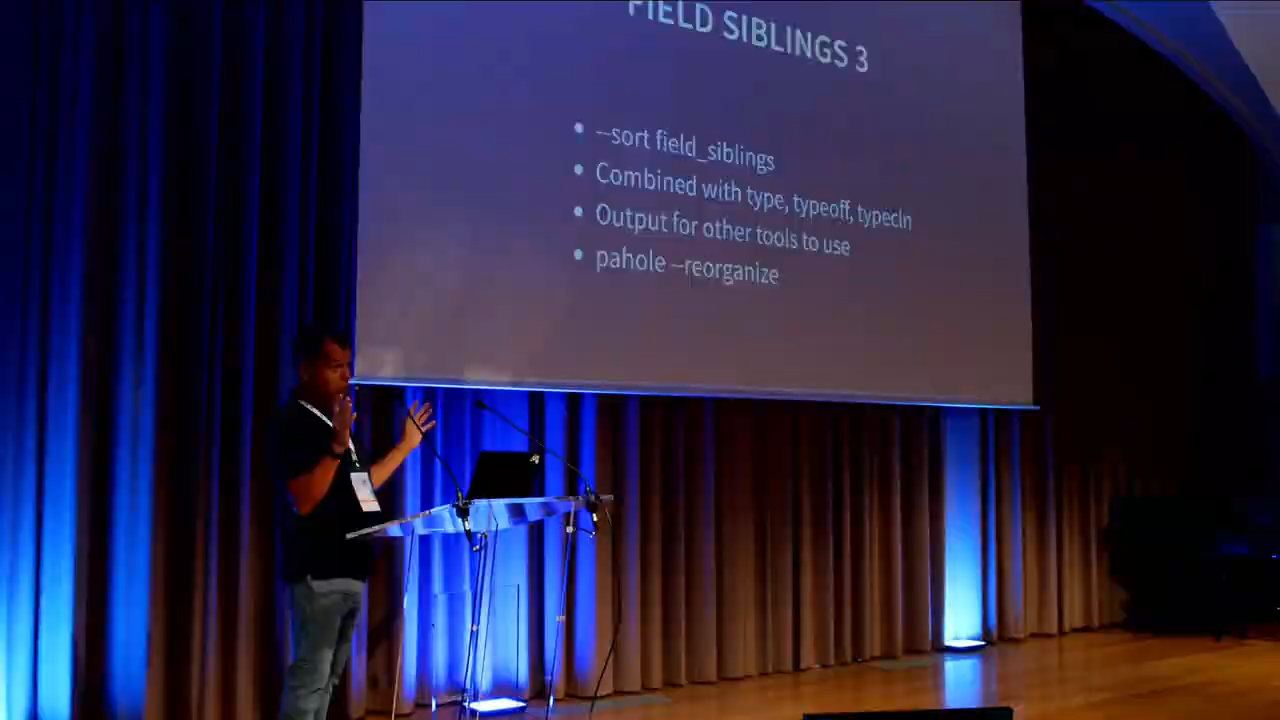 FIELD SIBLINGS 3
--sort field_siblings
Combined with type, typeoff, typecln
Output for other tools to use
pahole --reorganize